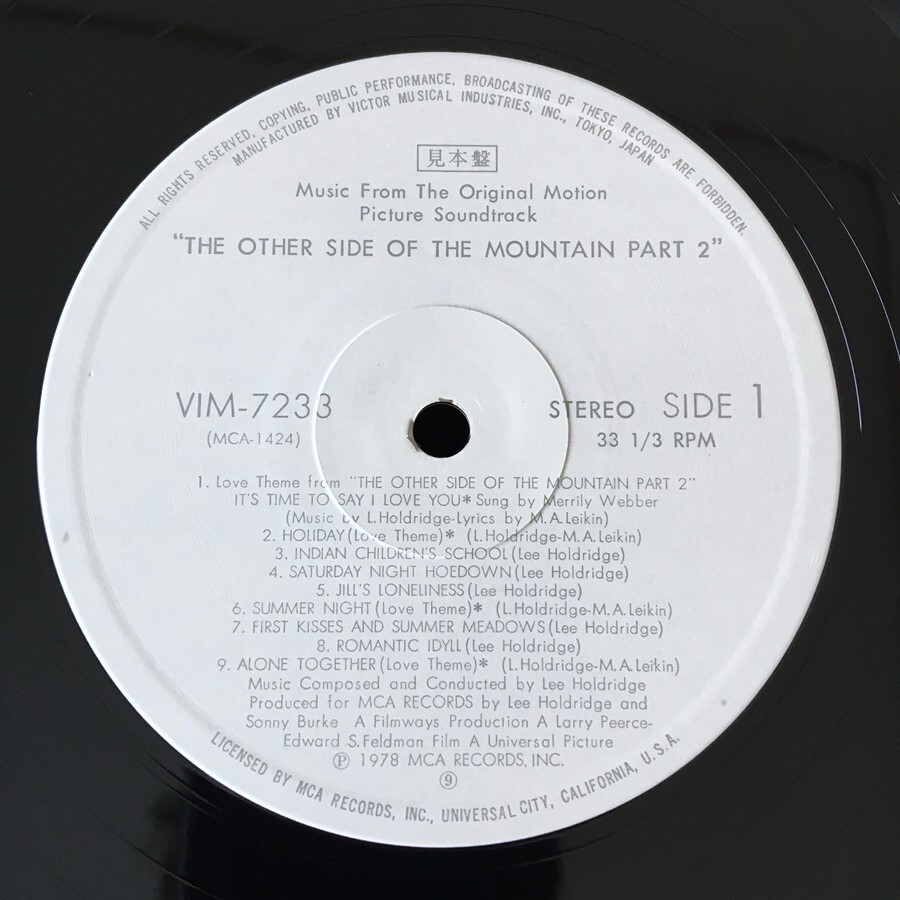 ALL RIGHTS RESERVED, COPYING, PUBLIC PERFORMANCE, BROADCASTING OF THESE RECORDS ARE FORBIDDEN.
MANUFACTURED BY VICTOR MUSICAL INDUSTRIES, INC., TOKYO, JAPAN
見本盤
Music From The Original Motion
Picture Soundtrack
"THE OTHER SIDE OF THE MOUNTAIN PART 2"
VIM-7233
(MCA-1424)
STEREO SIDE 1
33 1/3 RPM
1. Love Theme from "THE OTHER SIDE OF THE MOUNTAIN PART 2"
IT'S TIME TO SAY I LOVE YOU* Sung by Merrily Webber
(Music by L.Holdridge-Lyrics by M.A.Leikin)
2. HOLIDAY (Love Theme)* (L.Holdridge-M.A.Leikin)
3. INDIAN CHILDREN'S SCHOOL (Lee Holdridge)
4. SATURDAY NIGHT HOEDOWN (Lee Holdridge)
5. JILL'S LONELINESS (Lee Holdridge)
6. SUMMER NIGHT (Love Theme)* (L.Holdridge-M.A.Leikin)
7. FIRST KISSES AND SUMMER MEADOWS (Lee Holdridge)
8. ROMANTIC IDYLL (Lee Holdridge)
9. ALONE TOGETHER (Love Theme)* (L.Holdridge-M.A.Leikin)
Music Composed and Conducted by Lee Holdridge
Produced for MCA RECORDS by Lee Holdridge and
Sonny Burke A Filmways Production A Larry Peerce-
Edward S.Feldman Film A Universal Picture
Ⓟ 1978 MCA RECORDS, INC.
⑨
LICENSED BY MCA RECORDS, INC., UNIVERSAL CITY, CALIFORNIA, U.S.A.